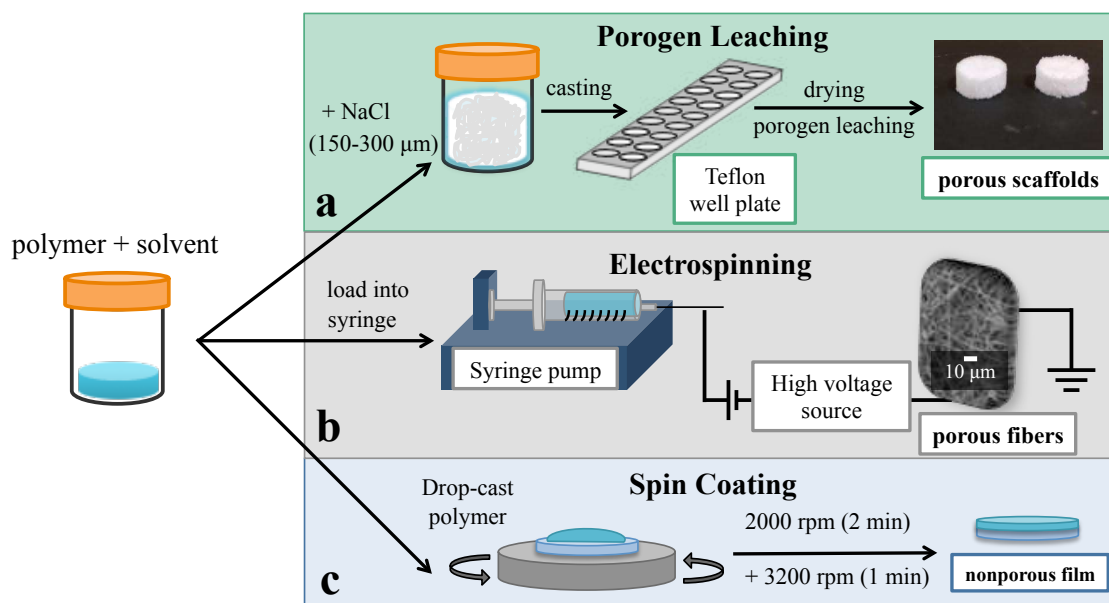 polymer + solvent
Porogen Leaching
+ NaCl
(150-300 μm)
casting
drying
porogen leaching
Teflon
well plate
porous scaffolds
a
Electrospinning
load into
syringe
Syringe pump
High voltage
source
10 μm
porous fibers
b
Spin Coating
Drop-cast
polymer
2000 rpm (2 min)
+ 3200 rpm (1 min)
nonporous film
c